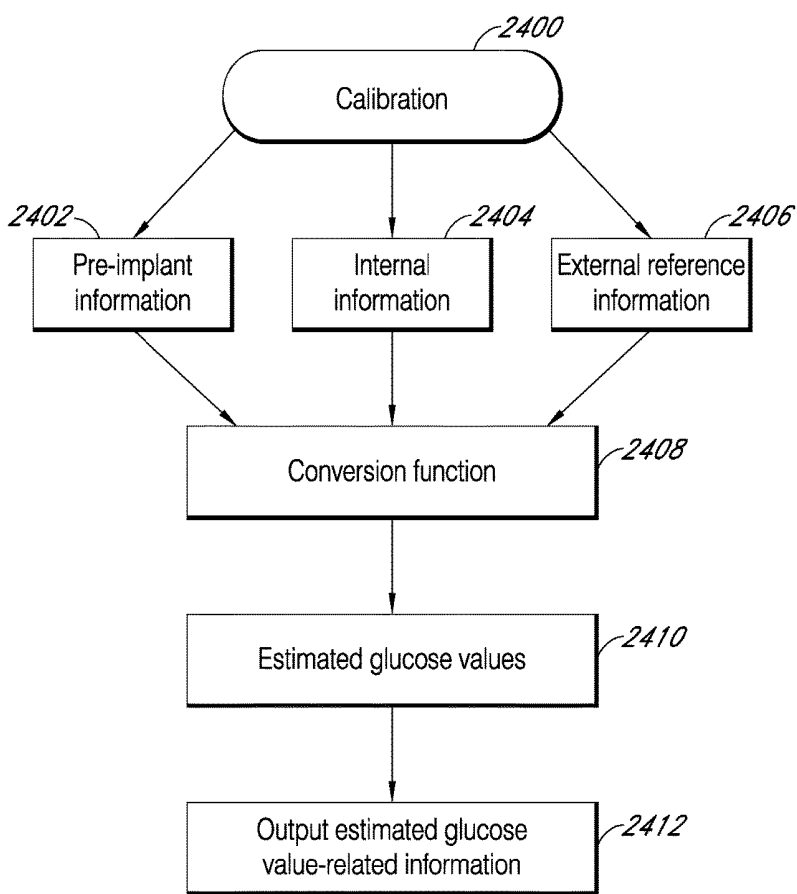 2400
Calibration
2402
2404
2406
Pre-implant
information
Internal
information
External reference
information
Conversion function
2408
Estimated glucose values
2410
Output estimated glucose
value-related information
2412